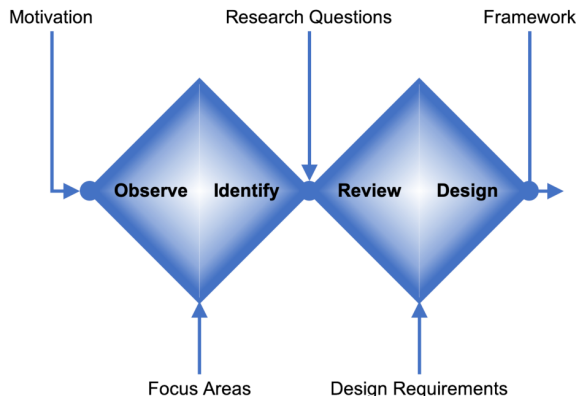 Motivation
Research Questions
Framework
Observe
Identify
Review
Design
Focus Areas
Design Requirements